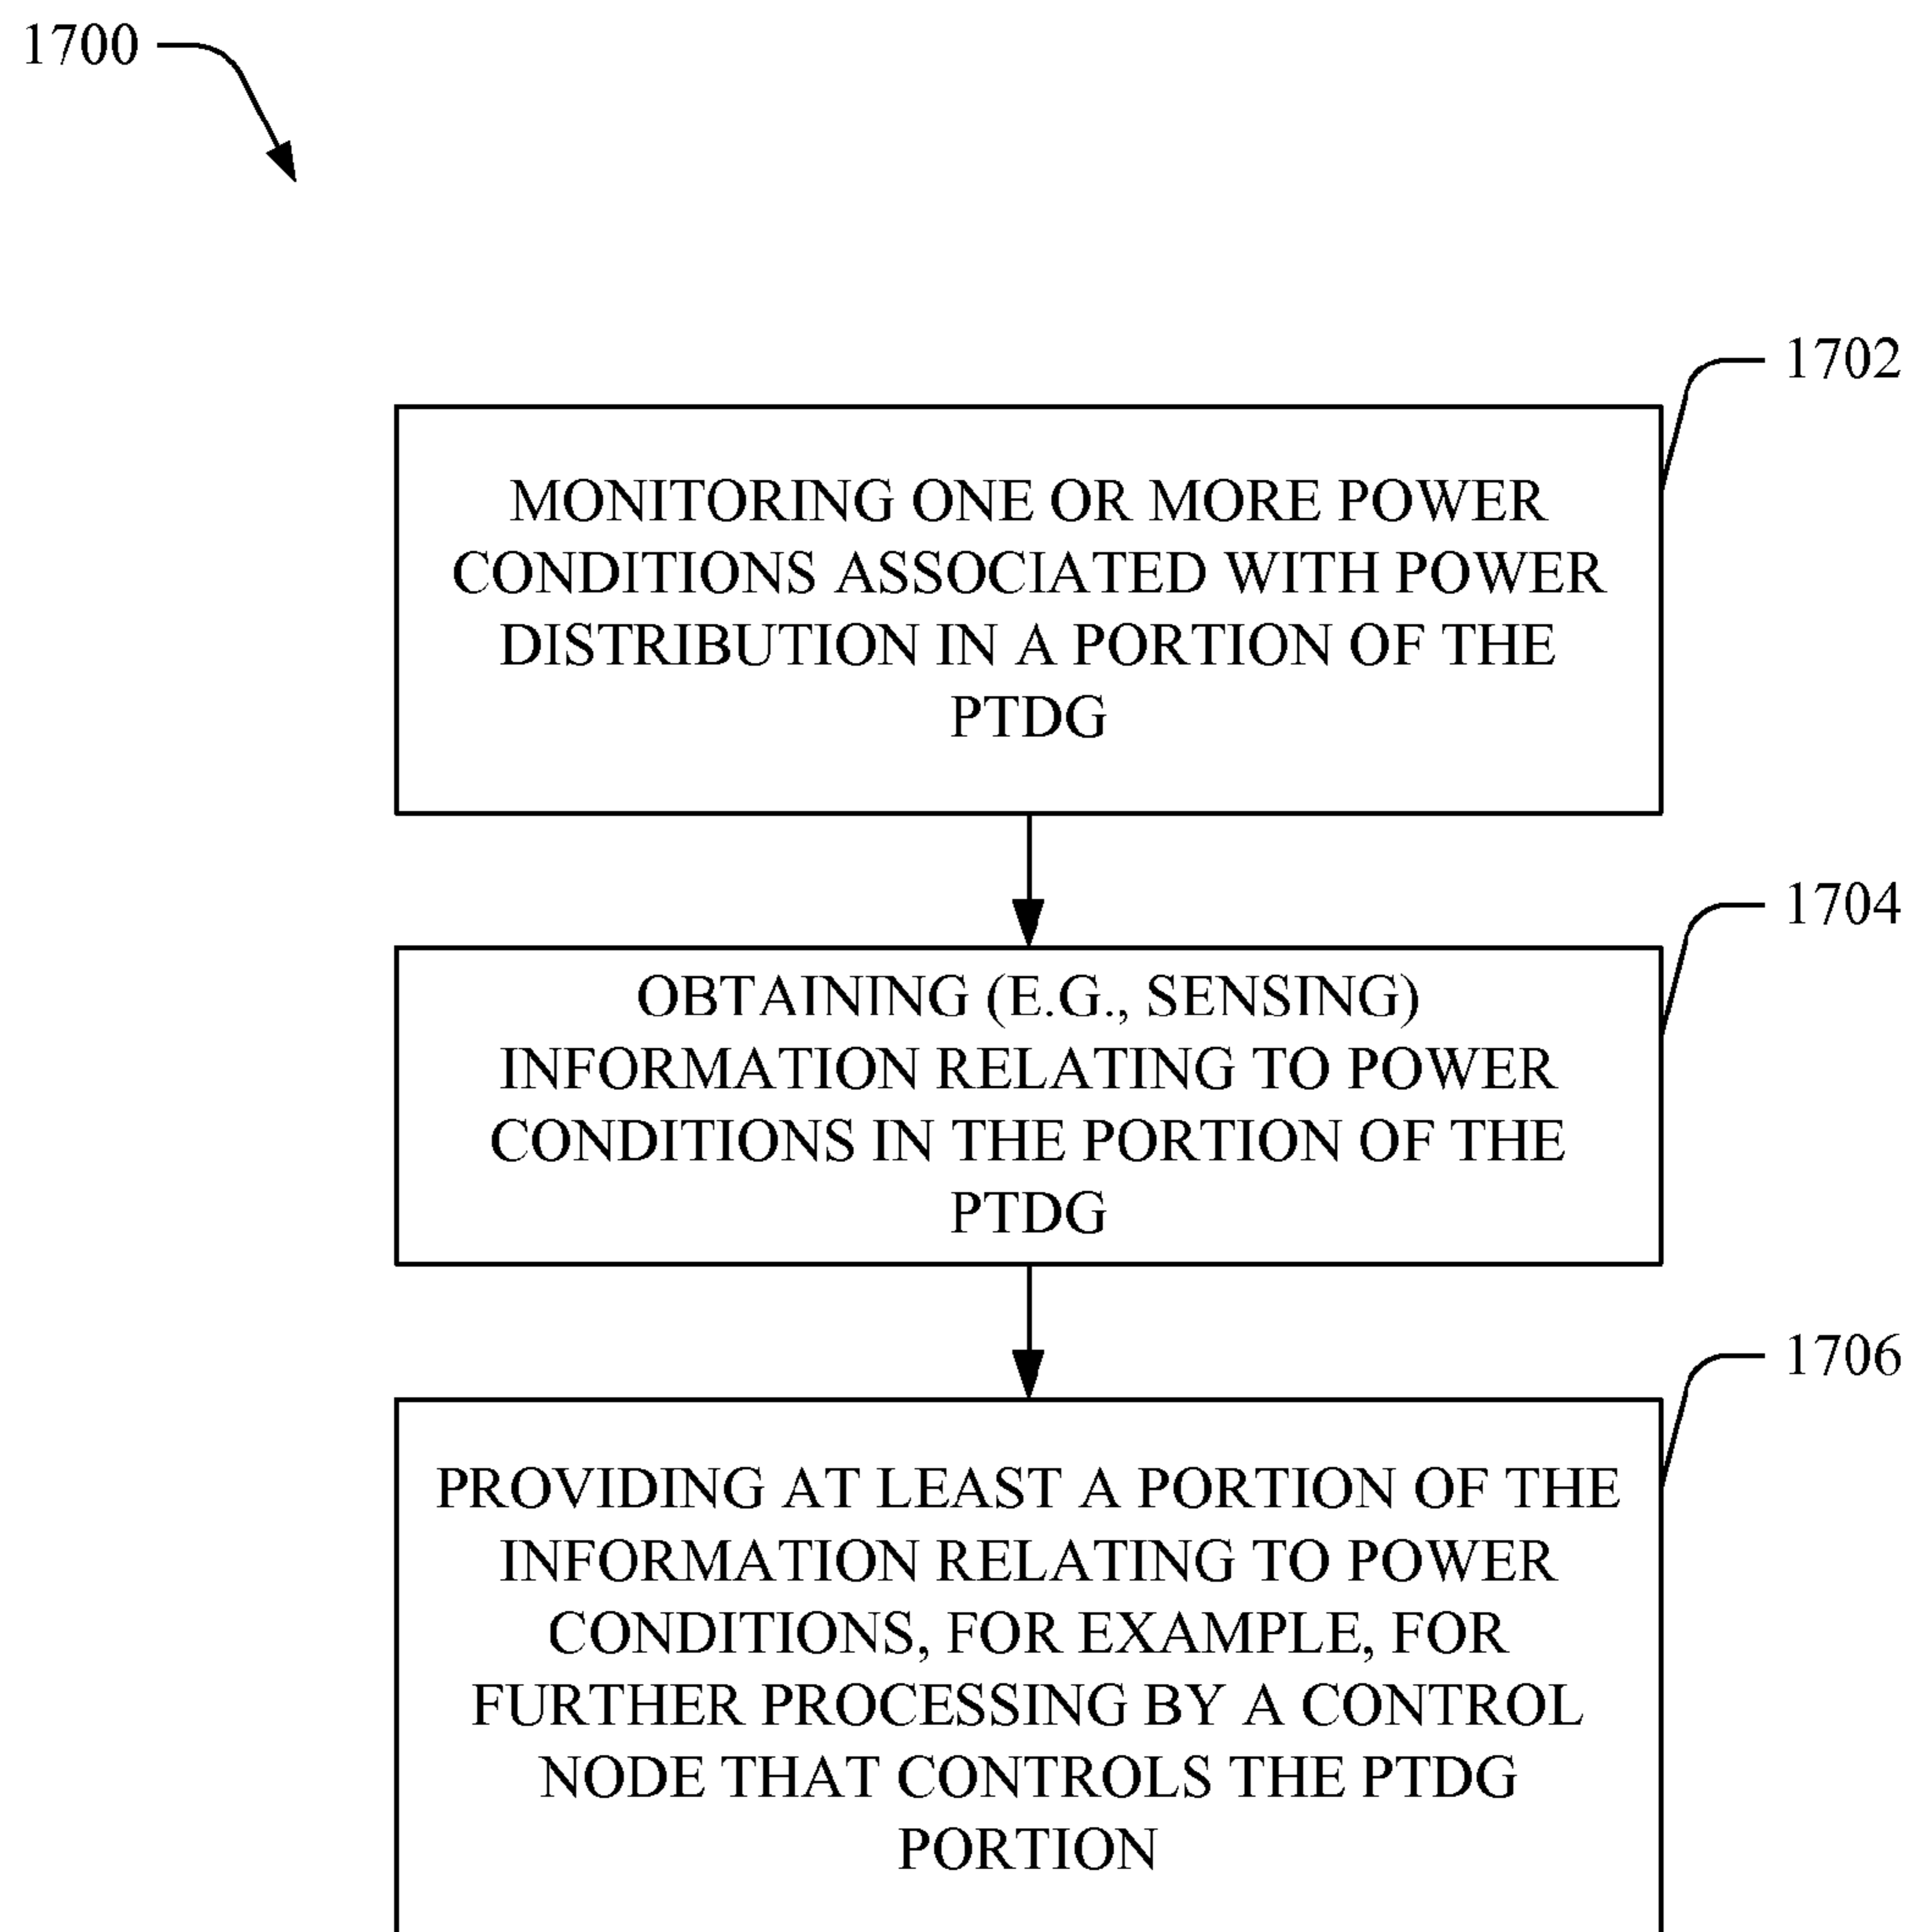 1700
1702
MONITORING ONE OR MORE POWER
CONDITIONS ASSOCIATED WITH POWER
DISTRIBUTION IN A PORTION OF THE
PTDG
1704
OBTAINING (E.G., SENSING)
INFORMATION RELATING TO POWER
CONDITIONS IN THE PORTION OF THE
PTDG
1706
PROVIDING AT LEAST A PORTION OF THE
INFORMATION RELATING TO POWER
CONDITIONS, FOR EXAMPLE, FOR
FURTHER PROCESSING BY A CONTROL
NODE THAT CONTROLS THE PTDG
PORTION